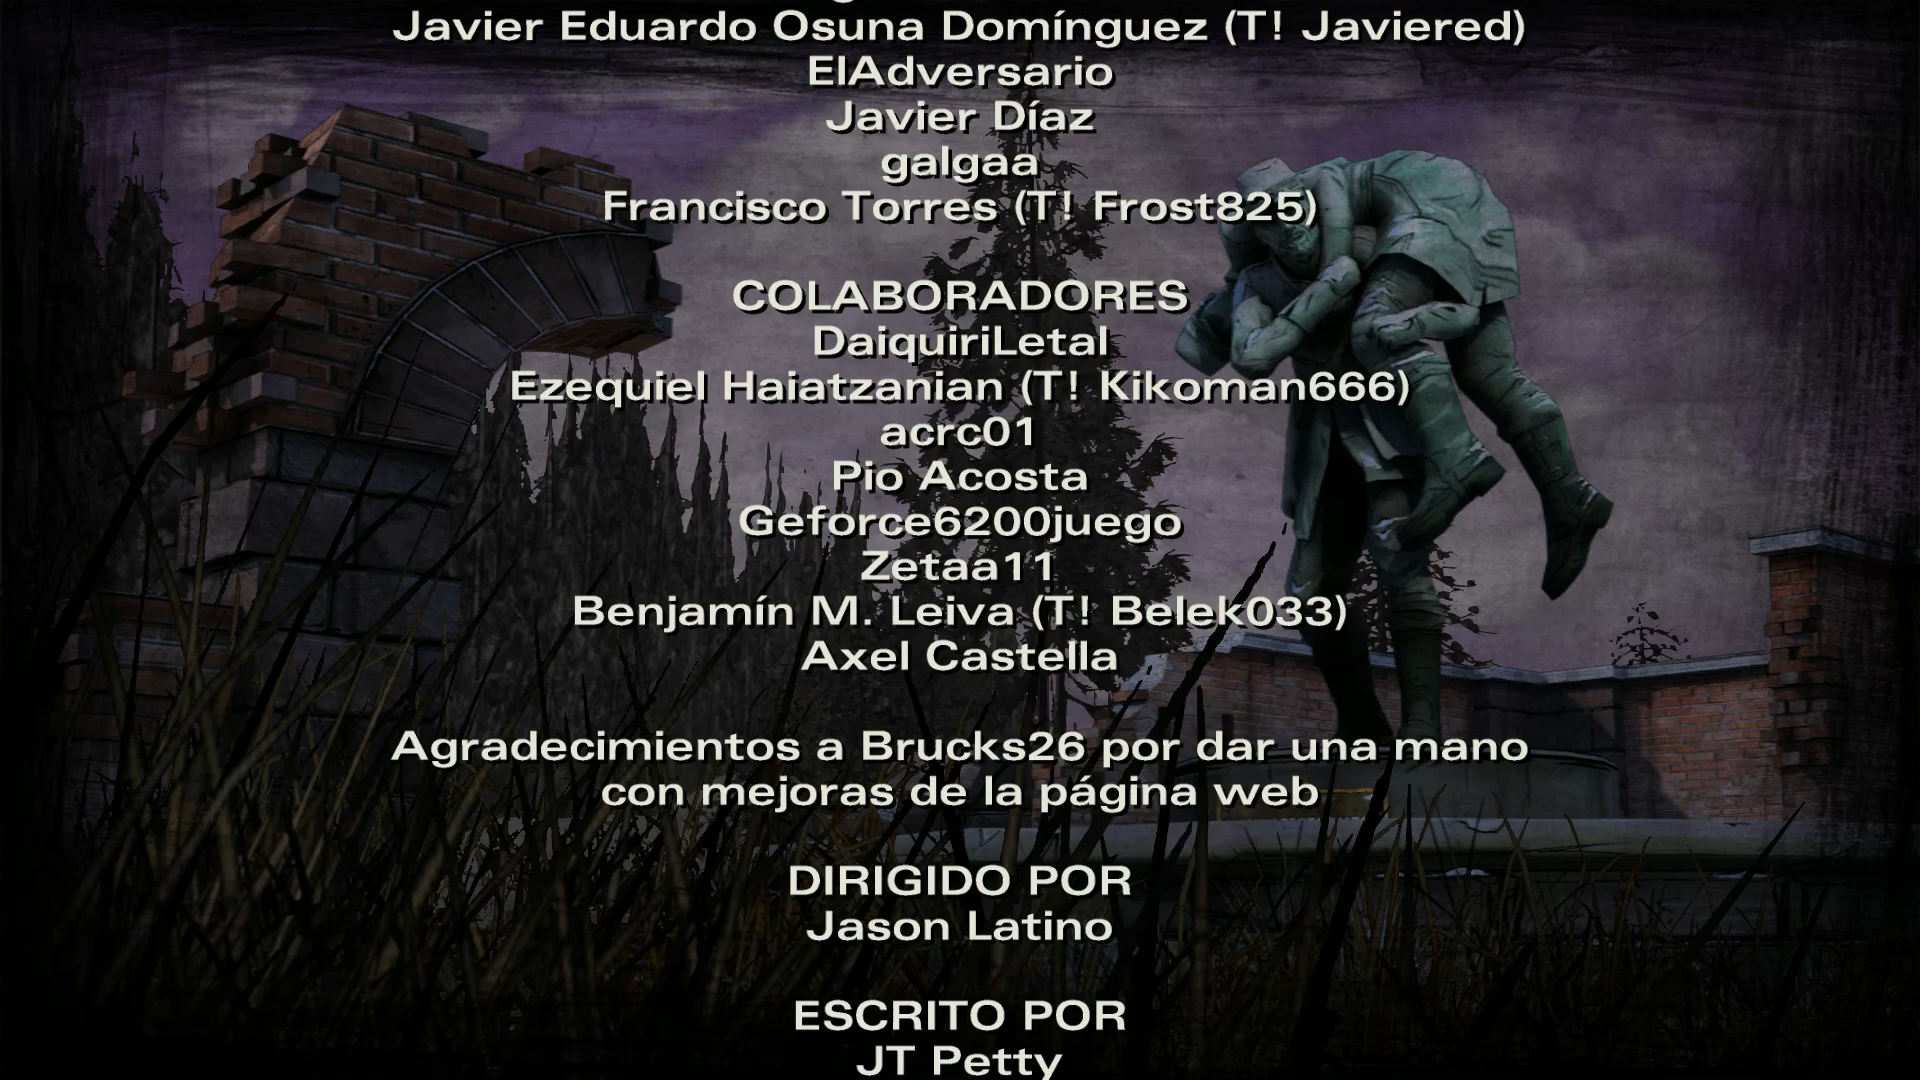 Javier Eduardo Osuna Domínguez (T! Javiered)
ElAdversario
Javier Díaz
galgaa
Francisco Torres (T! Frost825)
COLABORADORES
DaiquiriLetal
Ezequiel Haiatzanian (T! Kikoman666)
acrc01
Pio Acosta
Geforce6200juego
Zetaa11
Benjamín M. Leiva (T! Belek033)
Axel Castella
Agradecimientos a Brucks26 por dar una mano
con mejoras de la página web
DIRIGIDO POR
Jason Latino
ESCRITO POR
JT Petty